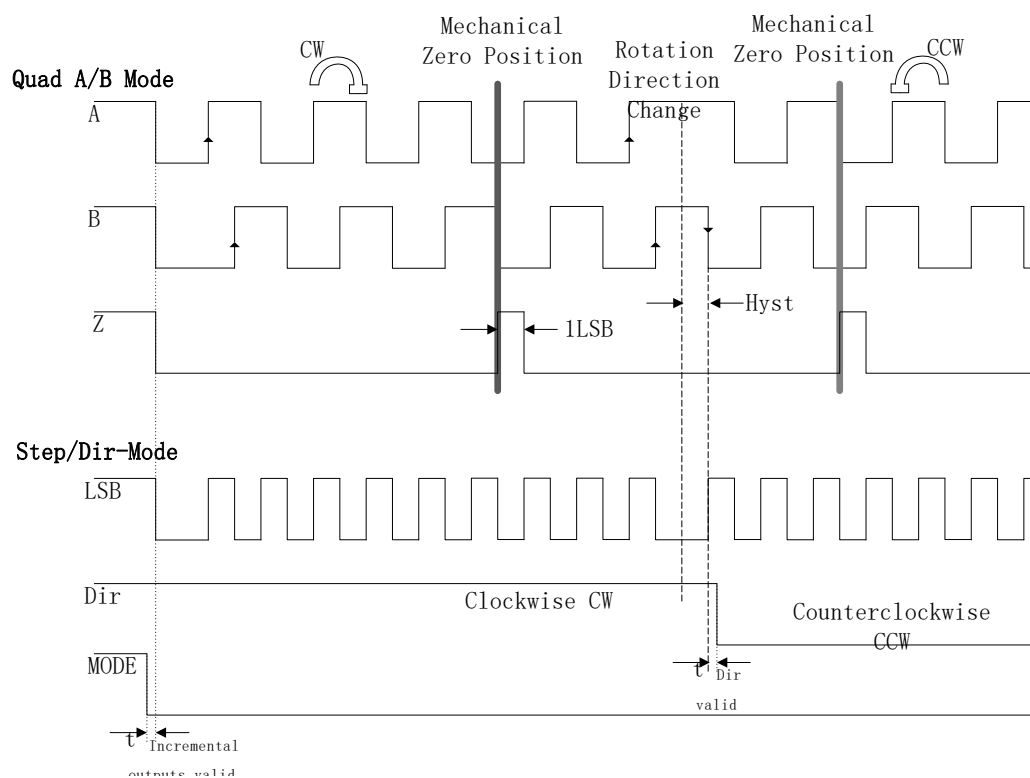 Mechanical
Zero Position
Mechanical
Zero Position
CW
Rotation
Direction
Change
CCW
Quad A/B Mode
A
B
Z
Hyst
1LSB
Step/Dir-Mode
LSB
Dir
Clockwise CW
Counterclockwise
CCW
MODE
t Dir
valid
t Incremental
outputs valid